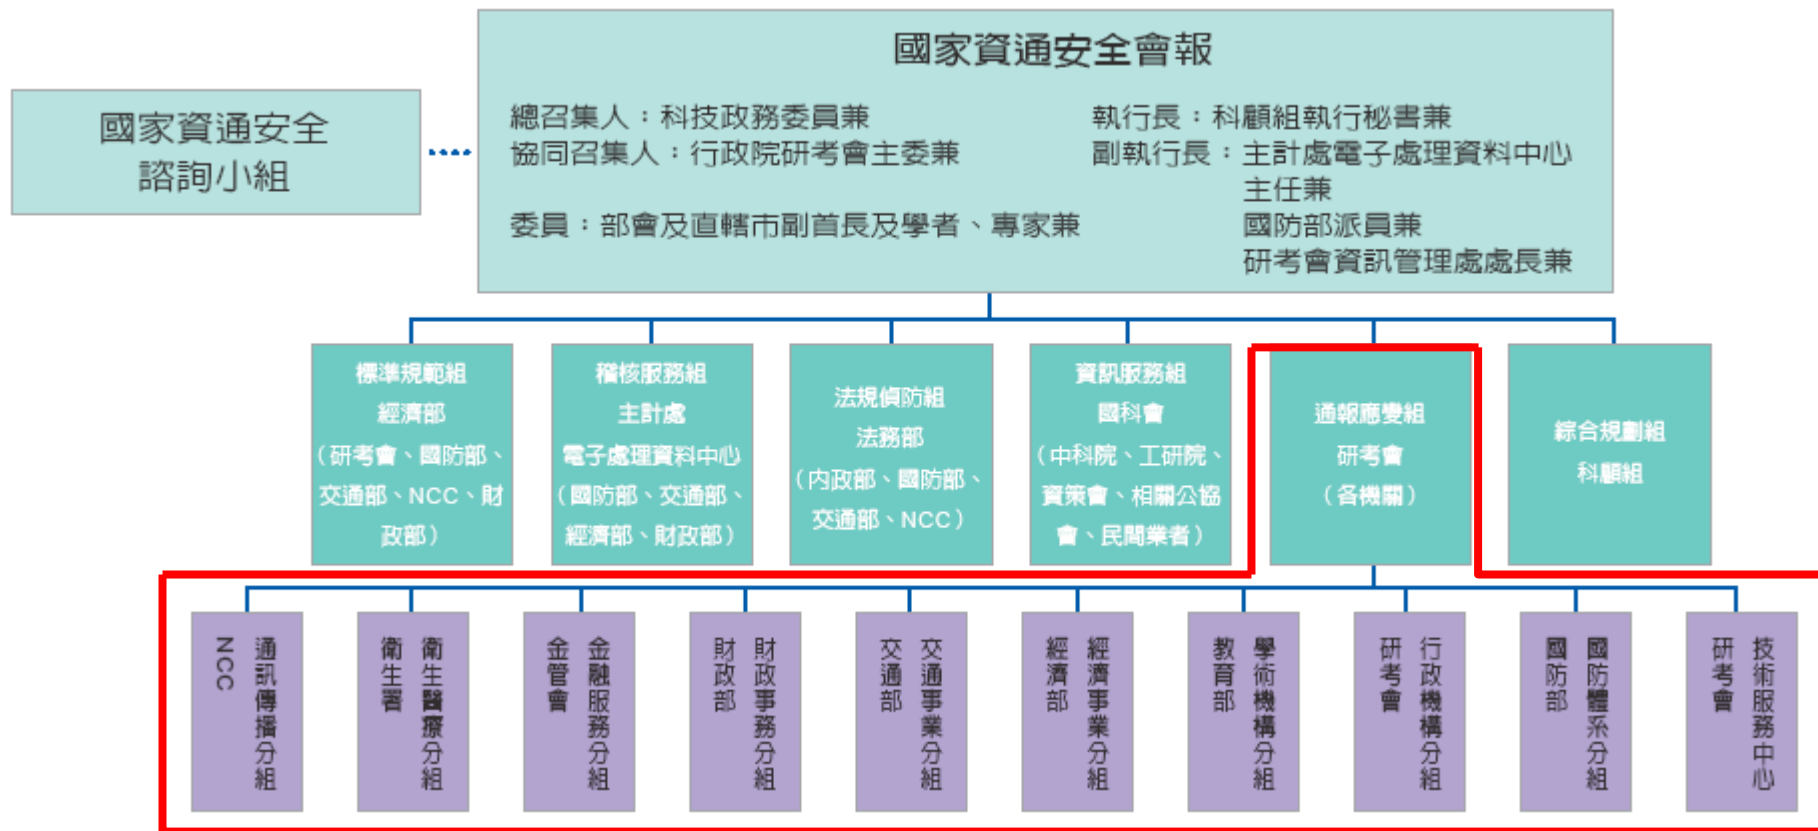 國家資通安全會報
總召集人：科技政務委員兼
協同召集人：行政院研考會主委兼
委員：部會及直轄市副首長及學者、專家兼
執行長：科顧組執行秘書兼
副執行長：主計處電子處理資料中心
主任兼
國防部派員兼
研考會資訊管理處處長兼
國家資通安全
諮詢小組
標準規範組
經濟部
（研考會、國防部、
交通部、NCC、財
政部）
稽核服務組
主計處
電子處理資料中心
（國防部、交通部、
經濟部、財政部）
法規偵防組
法務部
（內政部、國防部、
交通部、NCC）
資訊服務組
國科會
（中科院、工研院、
資策會、相關公協
會、民間業者）
通報應變組
研考會
（各機關）
綜合規劃組
科顧組
通訊傳播分組
NCC
衛生醫療分組
衛生署
金融服務分組
金管會
財政事務分組
財政部
交通事業分組
交通部
經濟事業分組
經濟部
學術機構分組
教育部
行政機構分組
研考會
國防體系分組
國防部
技術服務中心
研考會